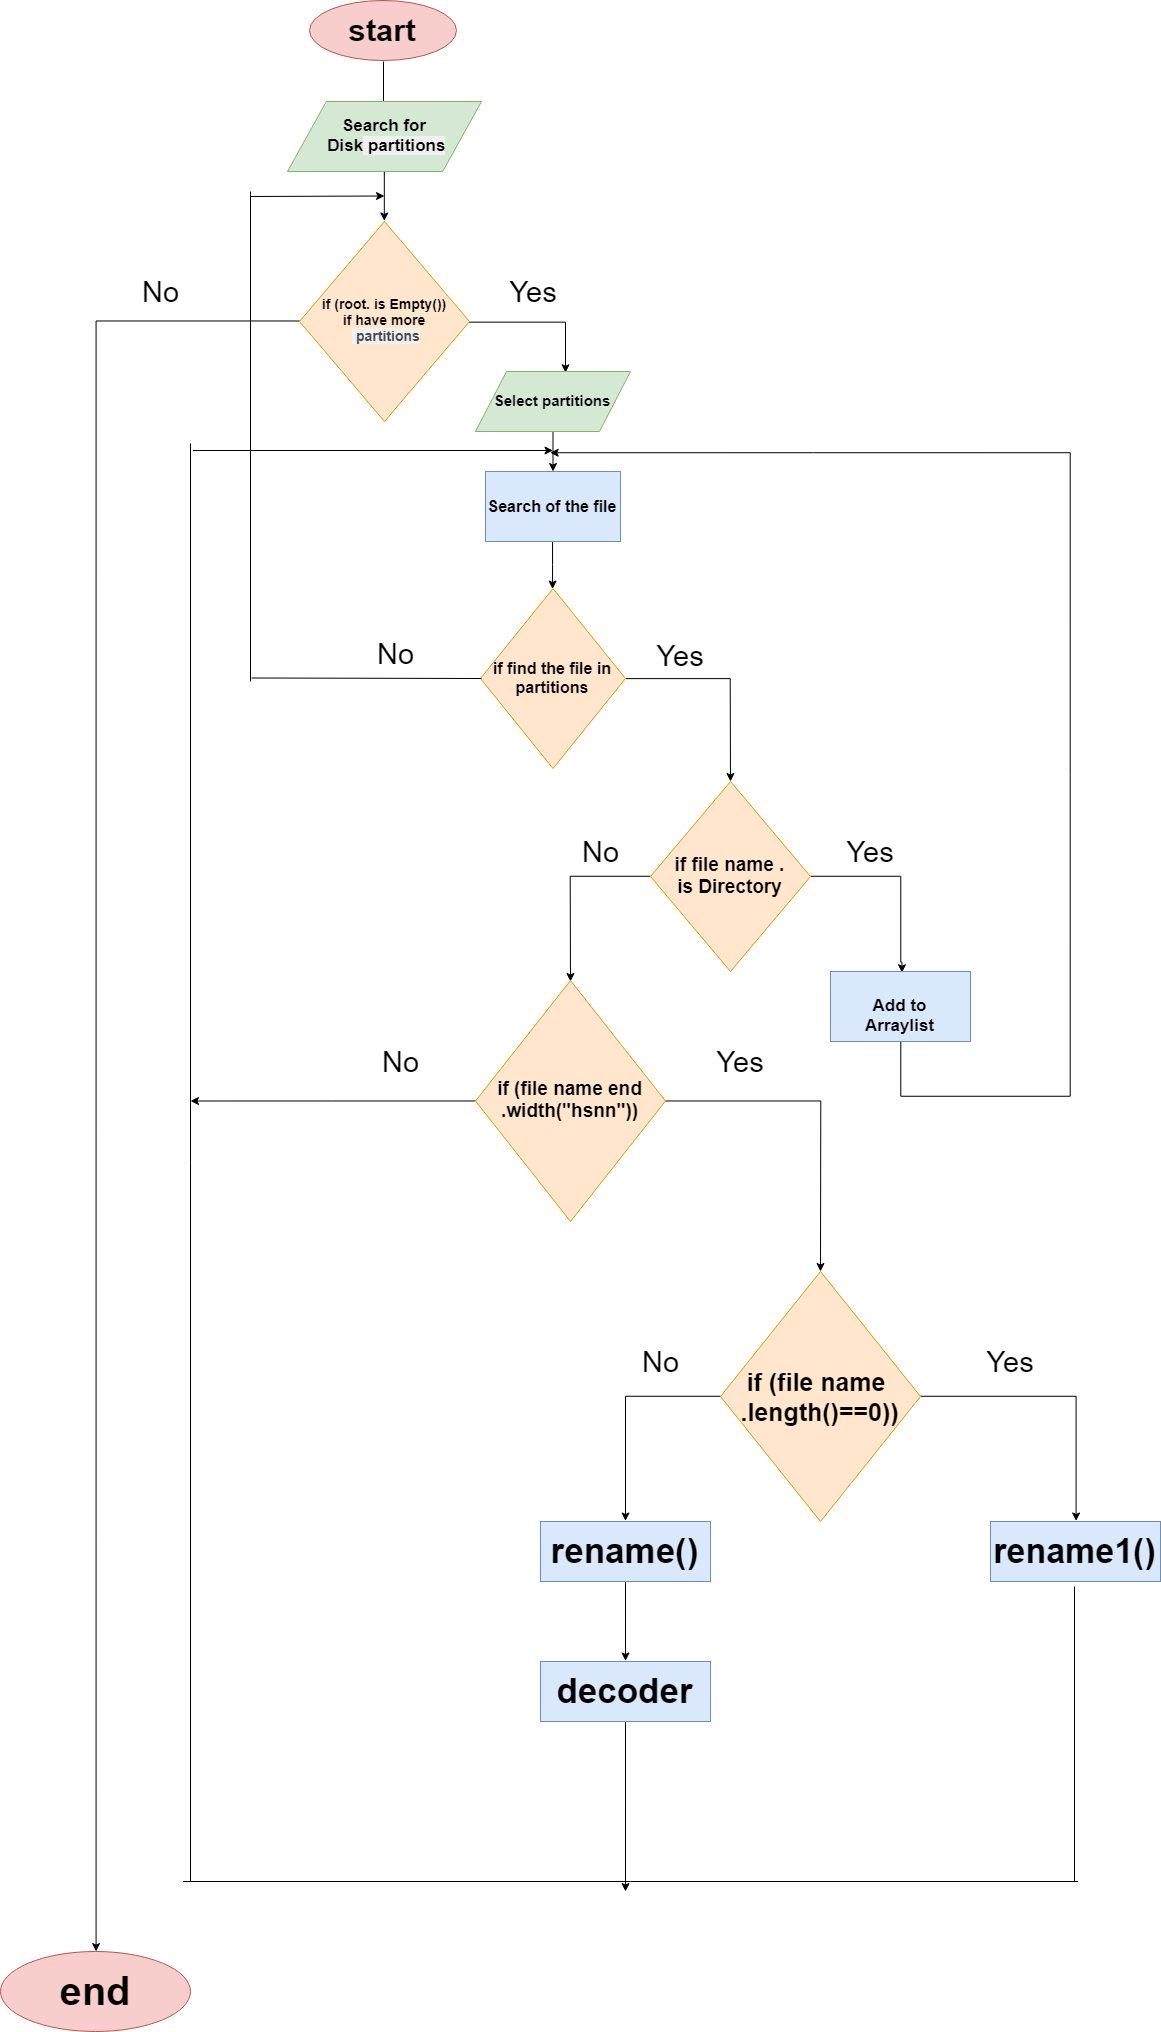 start
Search for
Disk partitions
No
Yes
if (root. is Empty())
if have more
partitions
Select partitions
Search of the file
No
Yes
if find the file in
partitions
No
Yes
if file name .
is Directory
Add to
Arraylist
No
Yes
if (file name end
.width("hsnn"))
No
Yes
if (file name
.length()==0))
rename()
rename1()
decoder
end